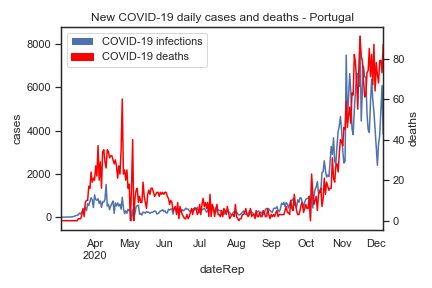 New COVID-19 daily cases and deaths - Portugal
COVID-19 infections
COVID-19 deaths
8000
6000
4000
2000
0
cases
80
60
40
20
0
deaths
Apr May Jun Jul Aug Sep Oct Nov Dec
2020
dateRep